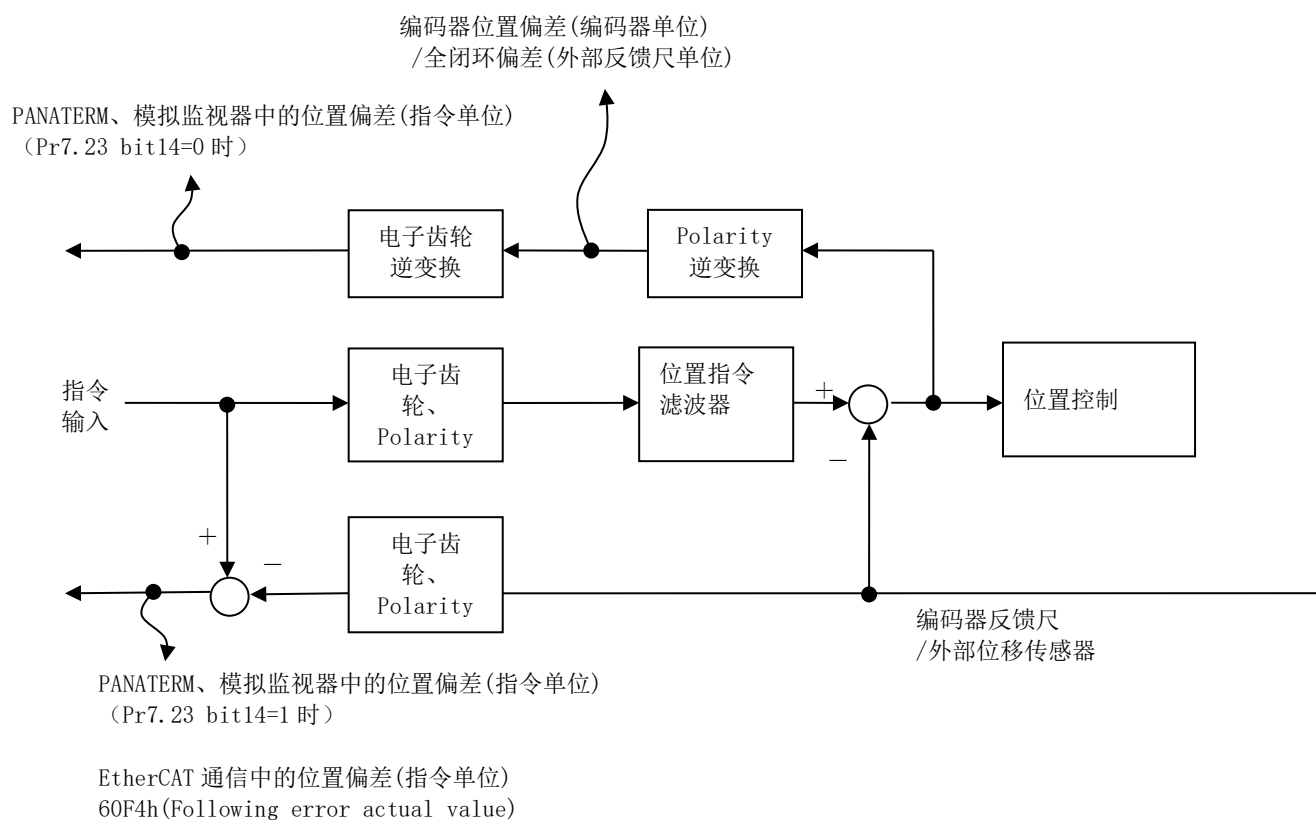 编码器位置偏差(编码器单位)
/全闭环偏差(外部反馈尺单位)
PANATERM、模拟监视器中的位置偏差(指令单位)
（Pr7.23 bit14=0 时）
电子齿轮
逆变换
Polarity
逆变换
指令
输入
电子齿
轮、
Polarity
位置指令
滤波器
＋
－
位置控制
＋
－
电子齿
轮、
Polarity
编码器反馈尺
/外部位移传感器
PANATERM、模拟监视器中的位置偏差(指令单位)
（Pr7.23 bit14=1 时）
EtherCAT 通信中的位置偏差(指令单位)
60F4h(Following error actual value)